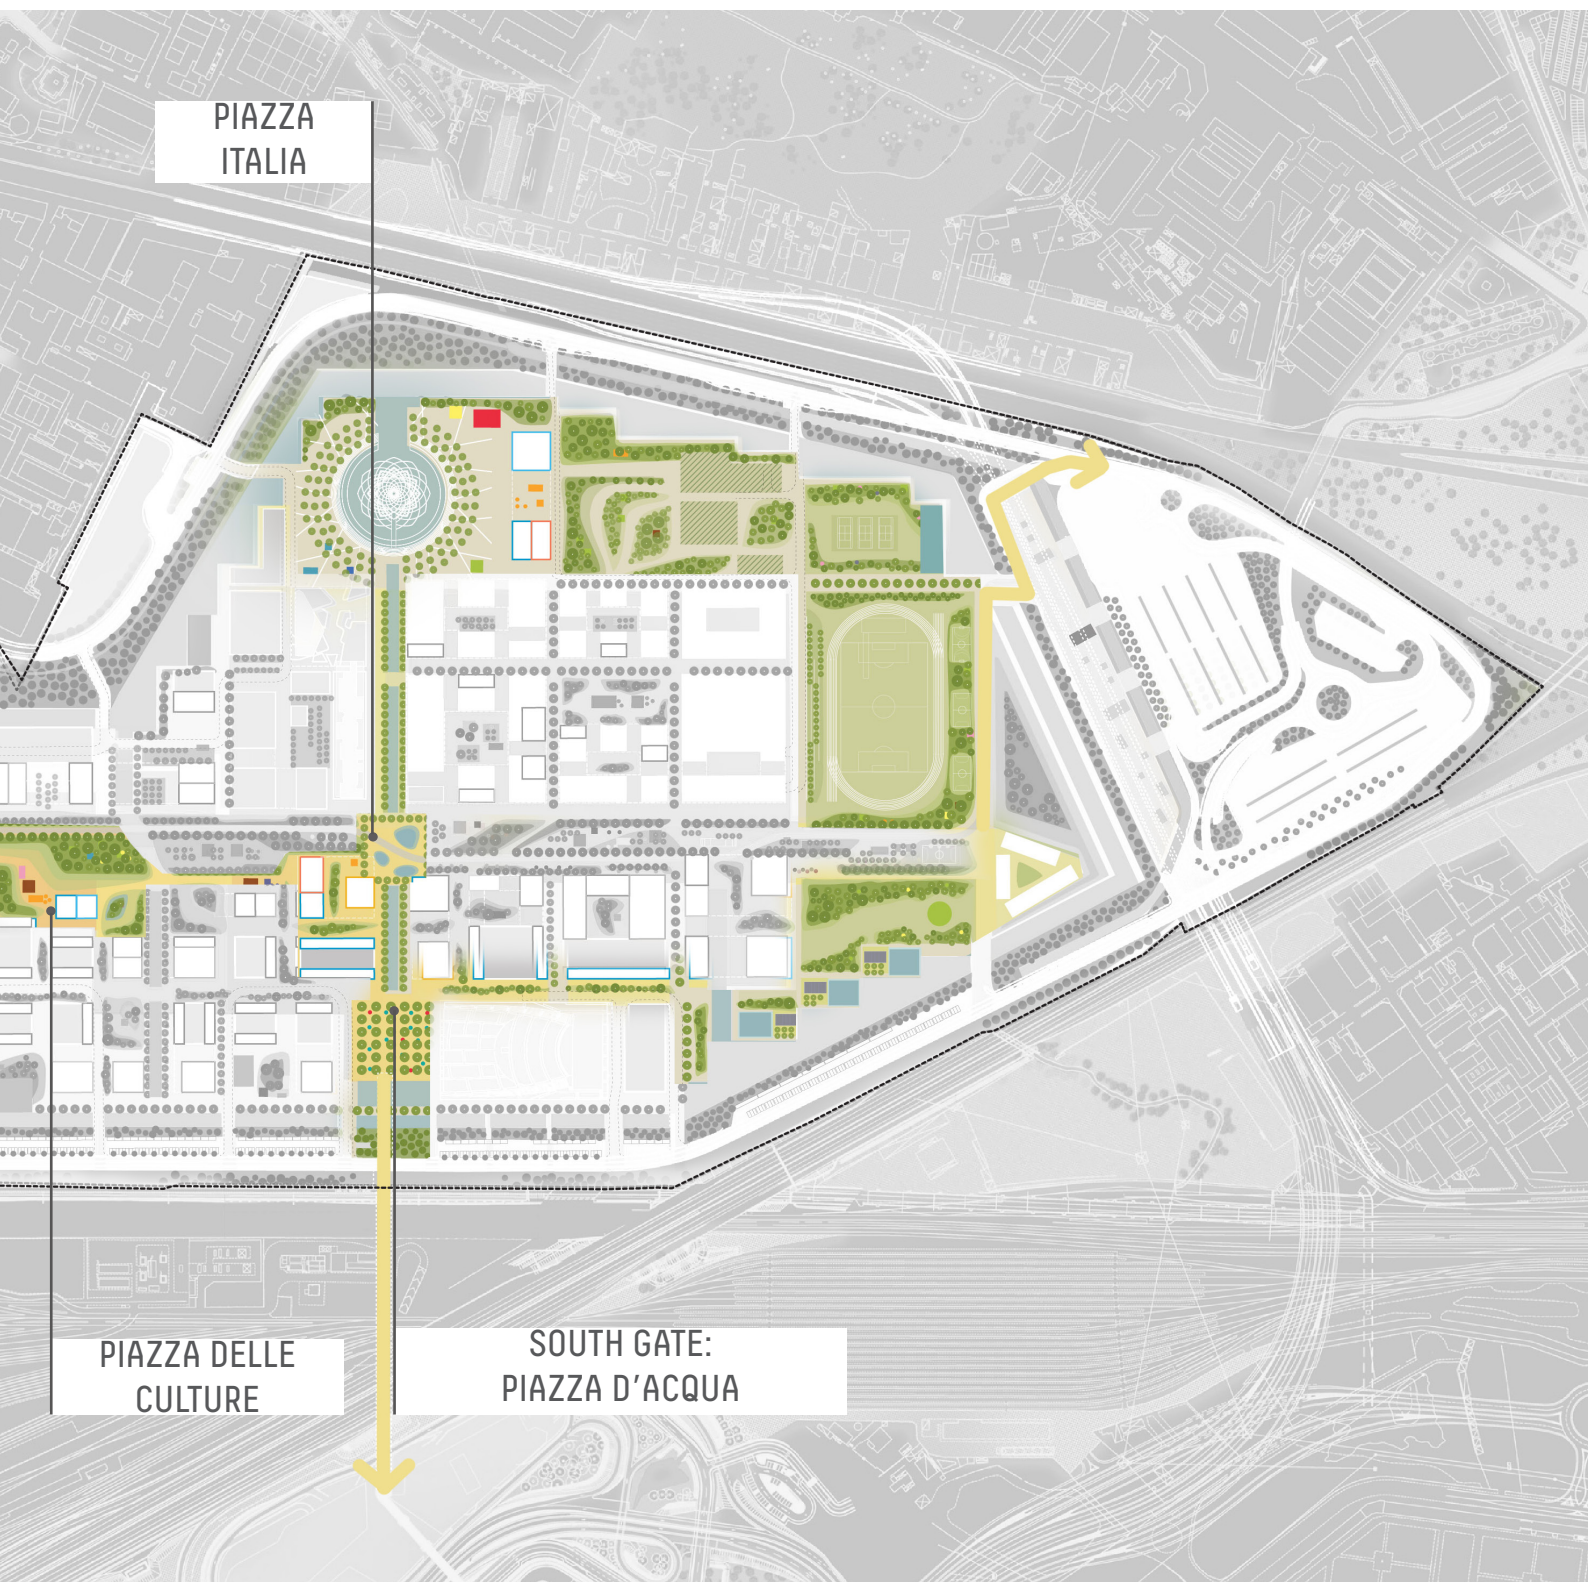 PIAZZA
ITALIA
PIAZZA DELLE
CULTURE
SOUTH GATE:
PIAZZA D'ACQUA